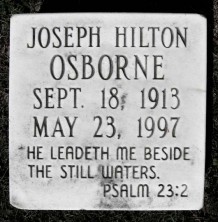 JOSEPH HILTON
OSBORNE
SEPT. 18, 1913
MAY 23, 1997
HE LEADETH ME BESIDE
THE STILL WATERS.
PSALM 23:2